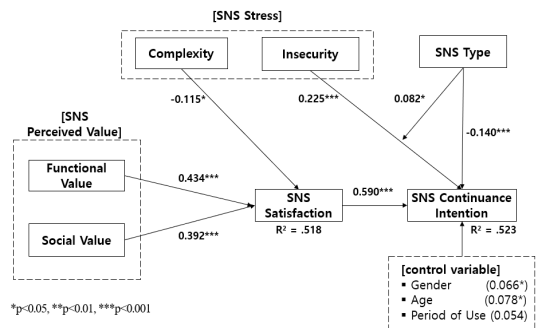 [SNS Stress]
Complexity
Insecurity
SNS Type
-0.115*
0.225***
0.082*
-0.140***
[SNS
Perceived Value]
Functional
Value
Social Value
0.434***
0.392***
SNS
Satisfaction
R² = .518
0.590***
SNS Continuance
Intention
R² = .523
[control variable]
▪ Gender (0.066*)
▪ Age (0.078*)
▪ Period of Use (0.054)
*p<0.05, **p<0.01, ***p<0.001